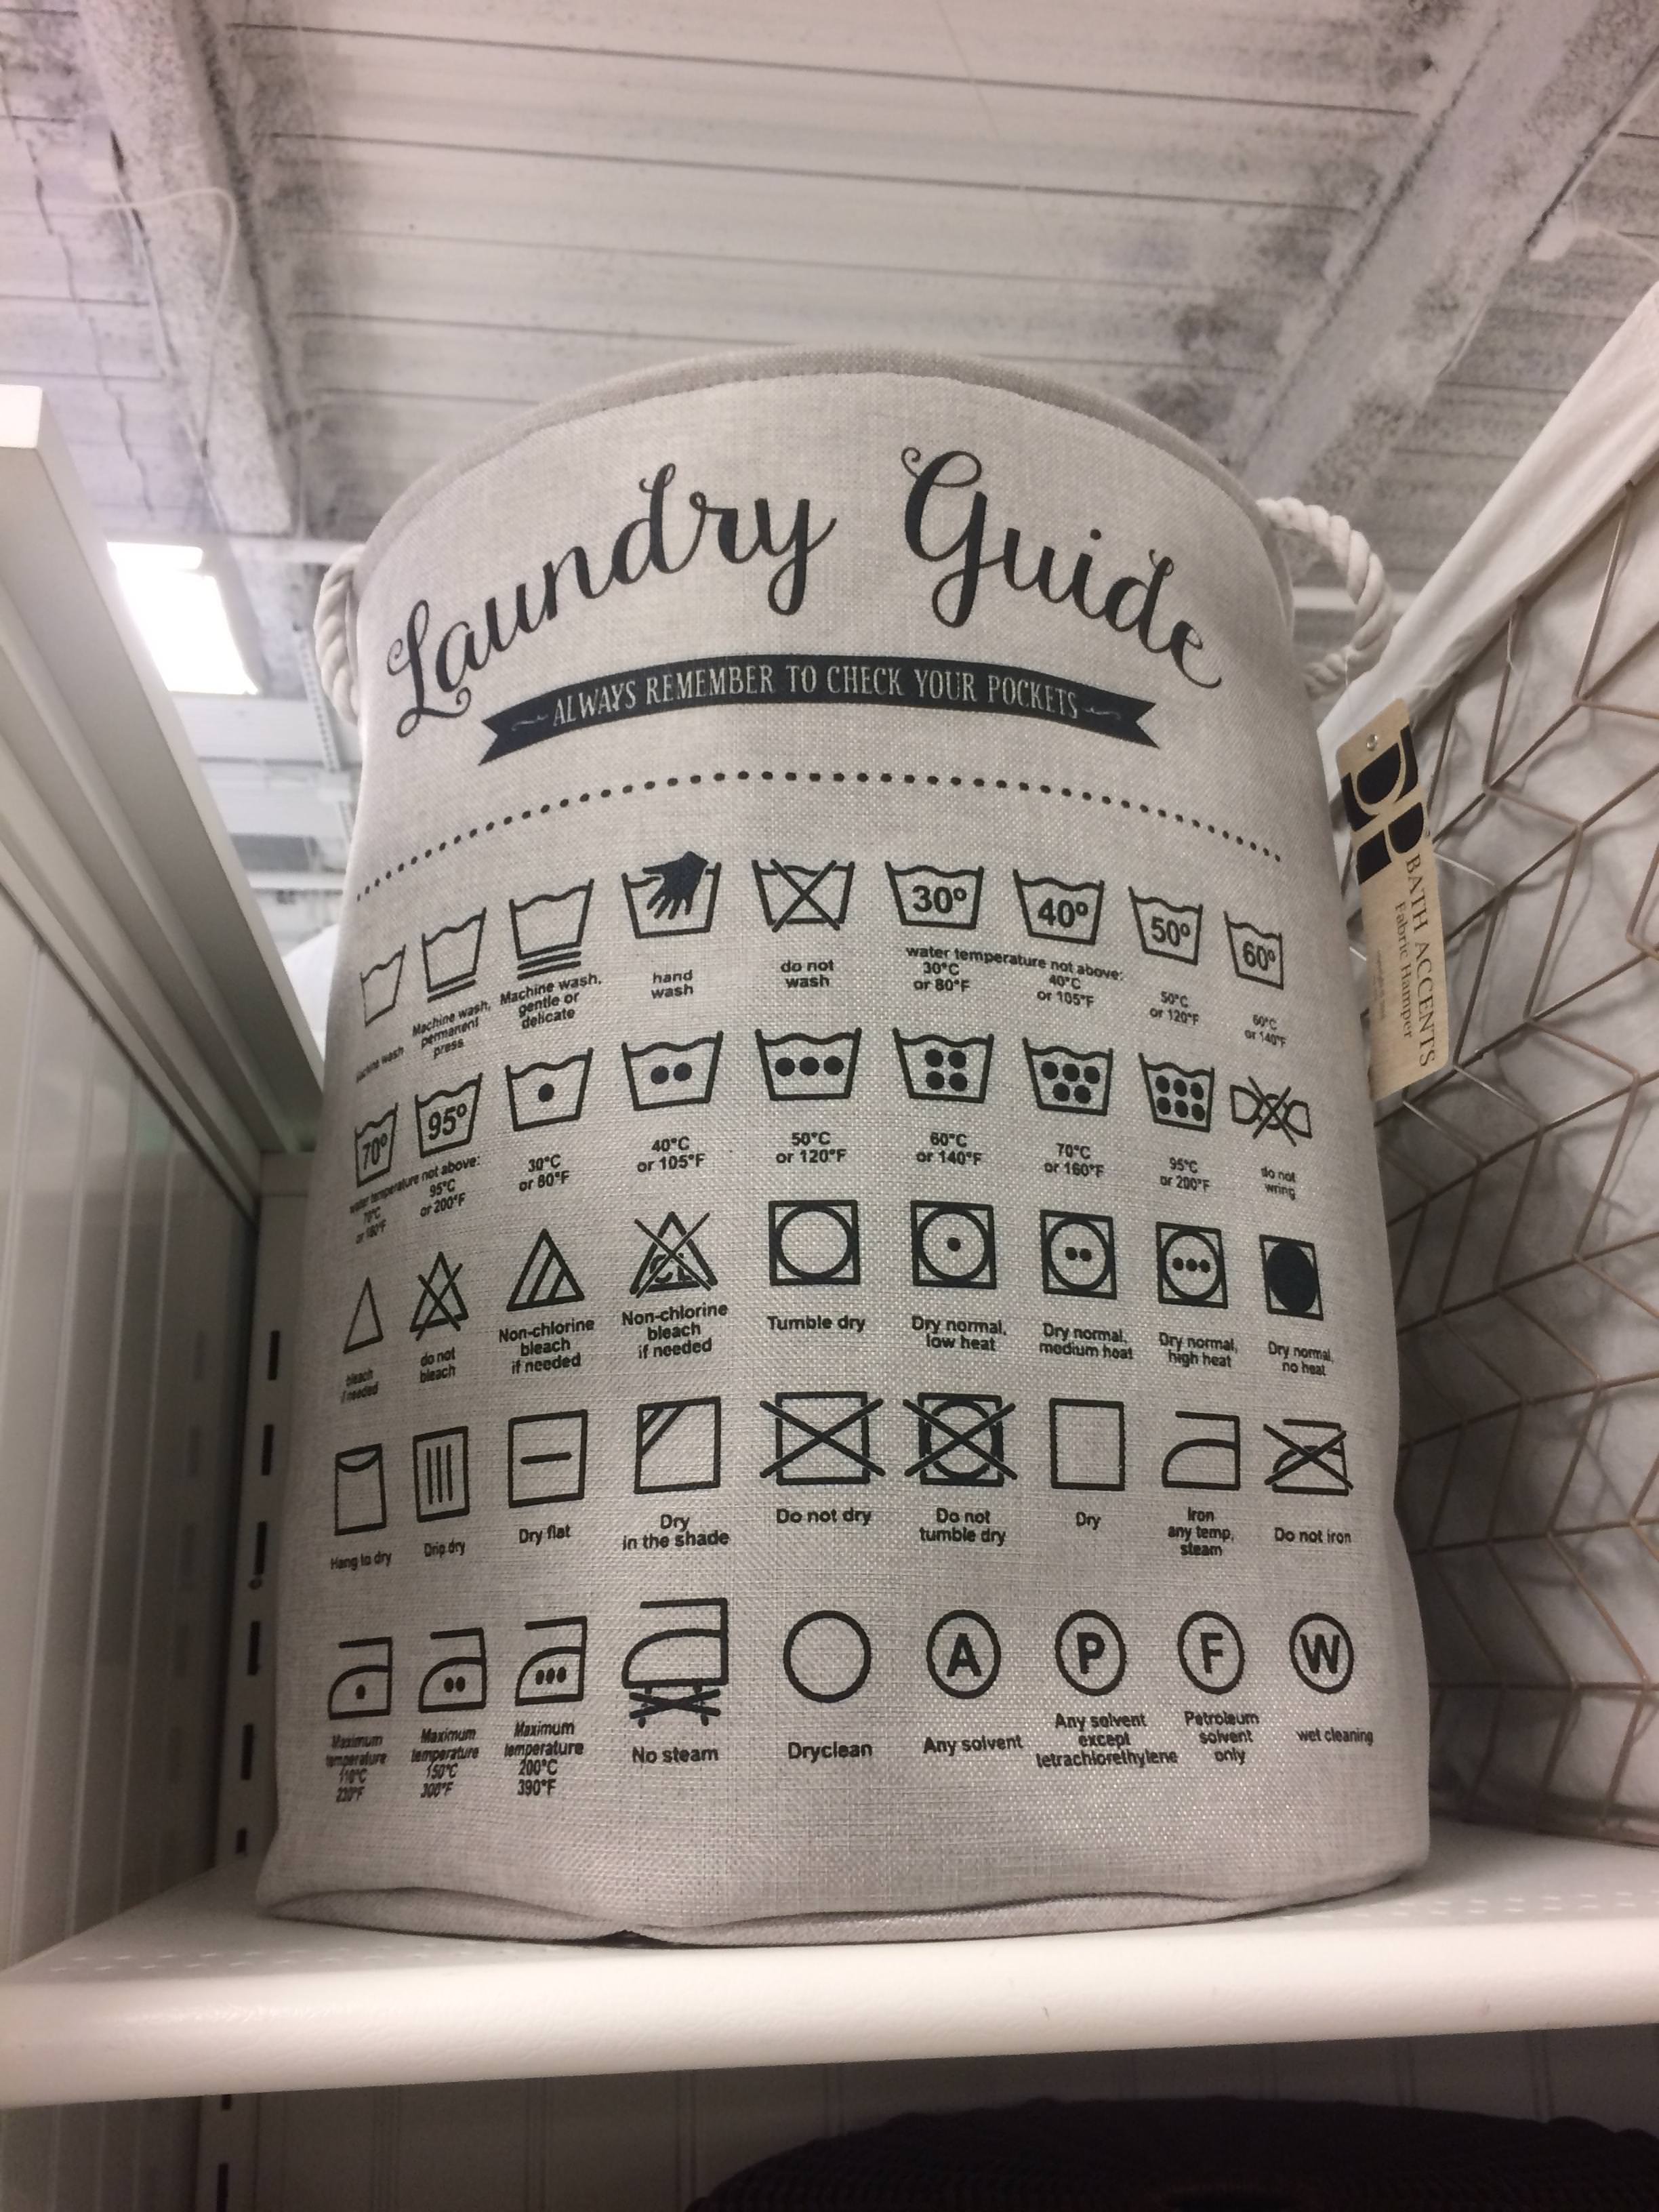 Laundry Guide
ALWAYS REMEMBER TO CHECK YOUR POCKETS
30° 40° 50° 60°
machine wash
Machine wash,
permanent
press
Machine wash,
gentle or
delicate
hand
wash
do not
wash
water temperature not above:
30°C
or 80°F
40°C
or 105°F
50°C
or 120°F
60°C
or 140°F
70° 95°
water temperature not above:
70°C
or 160°F
95°C
or 200°F
30°C
or 80°F
40°C
or 105°F
50°C
or 120°F
60°C
or 140°F
70°C
or 160°F
95°C
or 200°F
do not
wring
CL
bleach
if needed
do not
bleach
Non-chlorine
bleach
if needed
Non-chlorine
bleach
if needed
Tumble dry
Dry normal,
low heat
Dry normal,
medium heat
Dry normal,
high heat
Dry normal,
no heat
Hang to dry
Drip dry
Dry flat
Dry
in the shade
Do not dry
Do not
tumble dry
Dry
Iron
any temp,
steam
Do not iron
A P F W
Maximum
temperature
110°C
230°F
Maximum
temperature
150°C
300°F
Maximum
temperature
200°C
390°F
No steam
Dryclean
Any solvent
Any solvent
except
tetrachlorethylene
Petroleum
solvent
only
wet cleaning
DP
BATH ACCENTS
Fabric Hamper